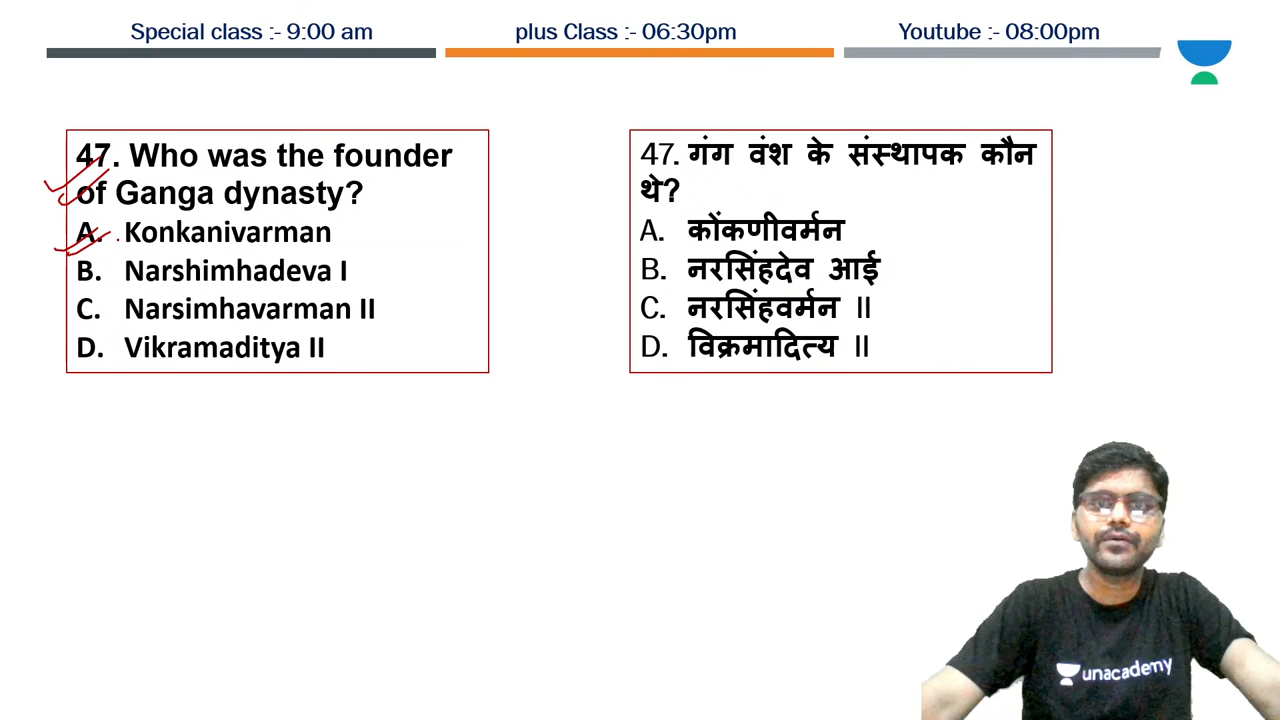 Special class :- 9:00 am
plus Class :- 06:30pm
Youtube :- 08:00pm
47. Who was the founder
of Ganga dynasty?
A. Konkanivarman
B. Narshimhadeva I
C. Narsimhavarman II
D. Vikramaditya II
47. गंग वंश के संस्थापक कौन
थे?
A. कोंकणीवर्मन
B. नरसिंहदेव आई
C. नरसिंहवर्मन II
D. विक्रमादित्य II
unacademy